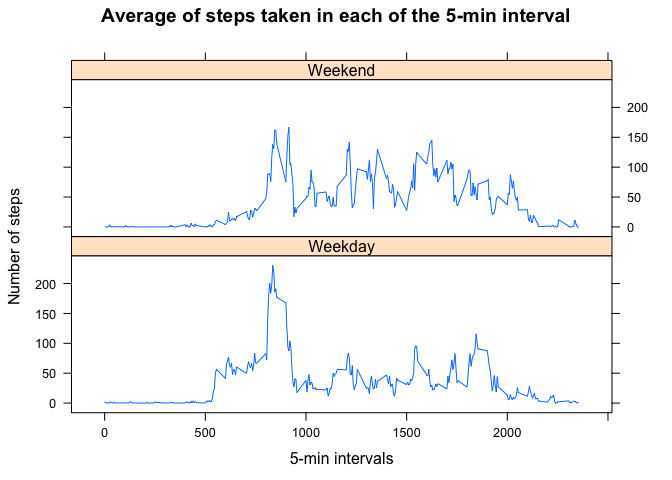 Average of steps taken in each of the 5-min interval
Weekend
200
150
100
50
0
Weekday
200
150
100
50
0
Number of steps
0 500 1000 1500 2000
5-min intervals